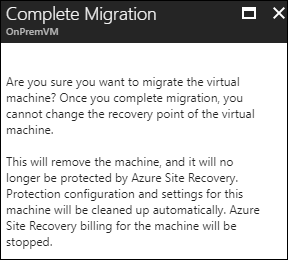 Complete Migration
OnPremVM
Are you sure you want to migrate the virtual
machine? Once you complete migration, you
cannot change the recovery point of the virtual
machine.
This will remove the machine, and it will no
longer be protected by Azure Site Recovery.
Protection configuration and settings for this
machine will be cleaned up automatically. Azure
Site Recovery billing for the machine will be
stopped.